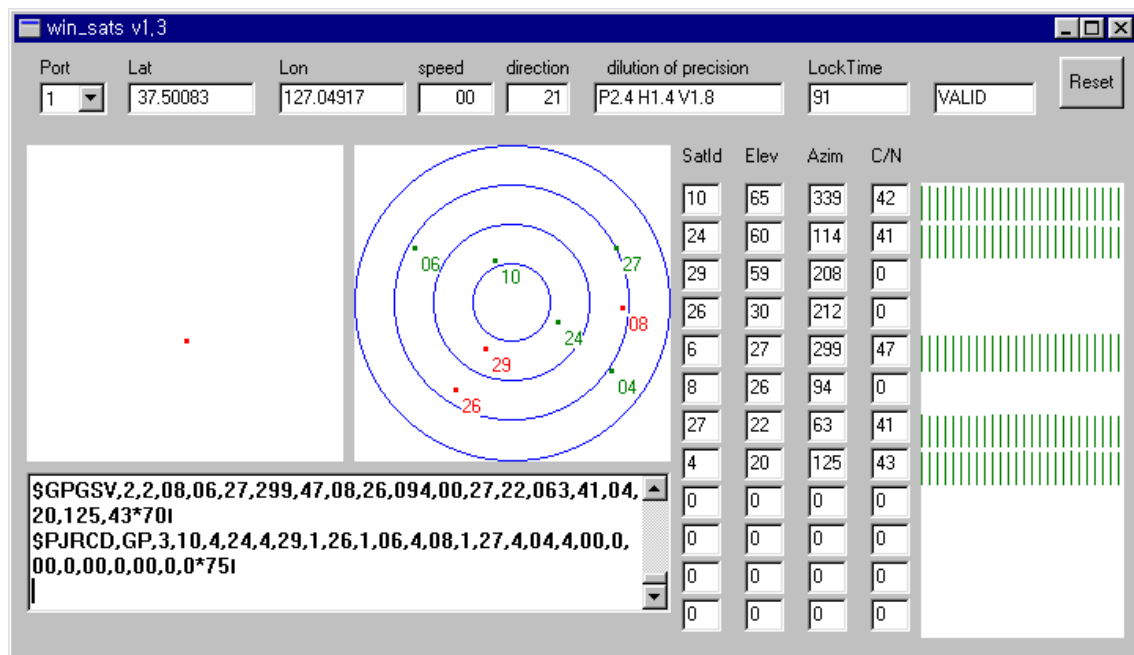 win_sats v1,3
Port Lat Lon speed direction dilution of precision LockTime
1 37.50083 127.04917 00 21 P2.4 H1.4 V1.8 91 VALID Reset
SatId Elev Azim C/N
10 65 339 42
24 60 114 41
29 59 208 0
26 30 212 0
6 27 299 47
8 26 94 0
27 22 63 41
4 20 125 43
0 0 0 0
0 0 0 0
0 0 0 0
0 0 0 0
06
10
27
08
24
29
04
26
$GPGSV,2,2,08,06,27,299,47,08,26,094,00,27,22,063,41,04,
20,125,43*70I
$PJRCD,GP,3,10,4,24,4,29,1,26,1,06,4,08,1,27,4,04,4,00,0,
00,0,00,0,00,0,0*75I